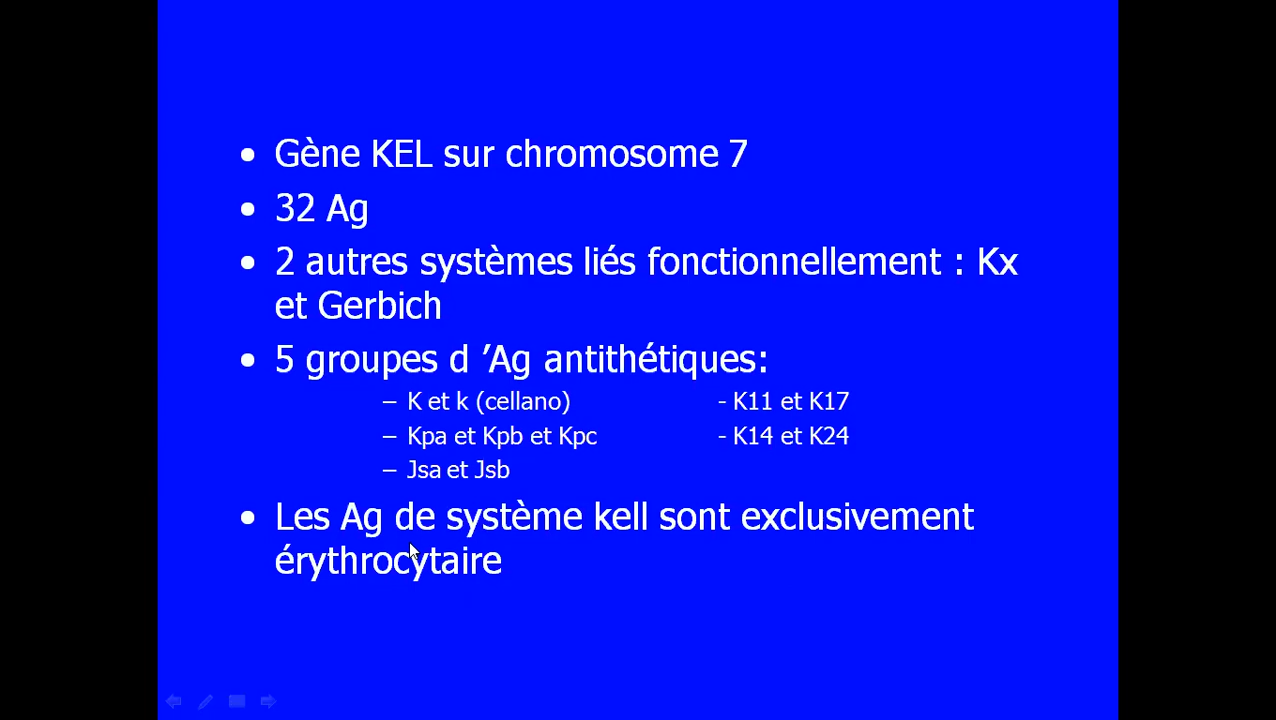 • Gène KEL sur chromosome 7
• 32 Ag
• 2 autres systèmes liés fonctionnellement : Kx
et Gerbich
• 5 groupes d ’Ag antithétiques:
– K et k (cellano) - K11 et K17
– Kpa et Kpb et Kpc - K14 et K24
– Jsa et Jsb
• Les Ag de système kell sont exclusivement
érythrocytaire